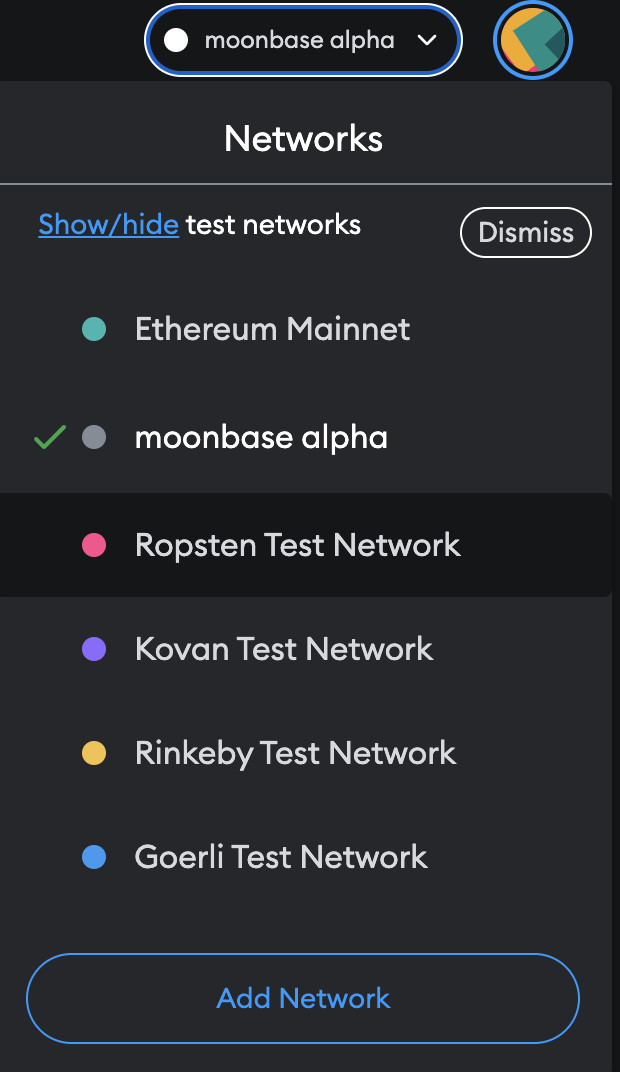 moonbase alpha
Networks
Show/hide test networks
Dismiss
Ethereum Mainnet
moonbase alpha
Ropsten Test Network
Kovan Test Network
Rinkeby Test Network
Goerli Test Network
Add Network